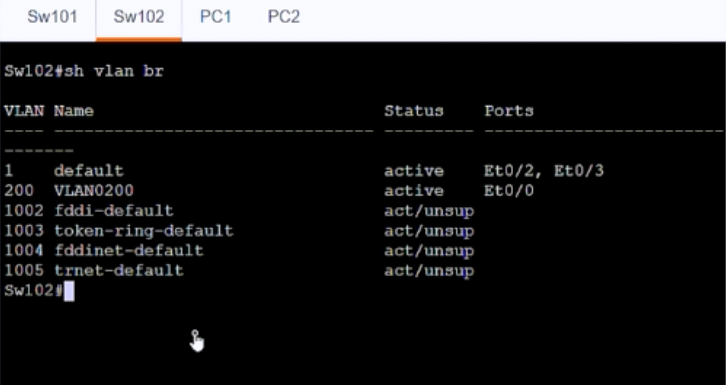 Sw101 Sw102 PC1 PC2
Sw102#sh vlan br
VLAN Name Status Ports
---- -------------------------------- --------- -------------------------------
1 default active Et0/2, Et0/3
200 VLAN0200 active Et0/0
1002 fddi-default act/unsup
1003 token-ring-default act/unsup
1004 fddinet-default act/unsup
1005 trnet-default act/unsup
Sw102#